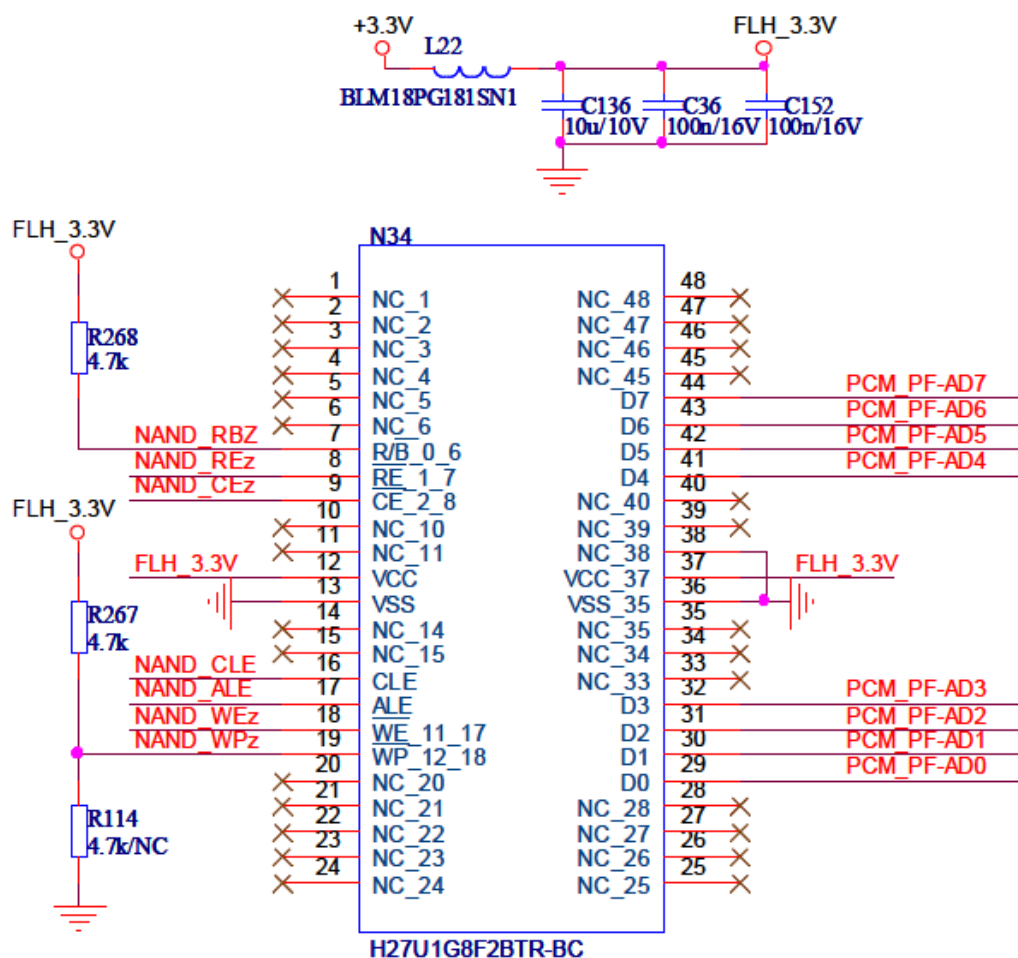 +3.3V
L22
BLM18PG181SN1
FLH_3.3V
C136
10u/10V
C36
100n/16V
C152
100n/16V
FLH_3.3V
R268
4.7k
N34
1 NC_1
2 NC_2
3 NC_3
4 NC_4
5 NC_5
6 NC_6
NAND_RBZ 7 R/B_0_6
NAND_REz 8 RE_1_7
NAND_CEz 9 CE_2_8
FLH_3.3V
10 NC_10
11 NC_11
FLH_3.3V 12 VCC
13 VSS
R267
4.7k
14 NC_14
15 NC_15
NAND_CLE 16 CLE
NAND_ALE 17 ALE
NAND_WEz 18 WE_11_17
NAND_WPz 19 WP_12_18
20 NC_20
R114
4.7k/NC
21 NC_21
22 NC_22
23 NC_23
24 NC_24
NC_48 48
NC_47 47
NC_46 46
NC_45 45
D7 44 PCM_PF-AD7
D6 43 PCM_PF-AD6
D5 42 PCM_PF-AD5
D4 41 PCM_PF-AD4
NC_40 40
NC_39 39
NC_38 38
VCC_37 37 FLH_3.3V
VSS_35 36
NC_35 35
NC_34 34
NC_33 33
D3 32 PCM_PF-AD3
D2 31 PCM_PF-AD2
D1 30 PCM_PF-AD1
D0 29 PCM_PF-AD0
NC_28 28
NC_27 27
NC_26 26
NC_25 25
H27U1G8F2BTR-BC